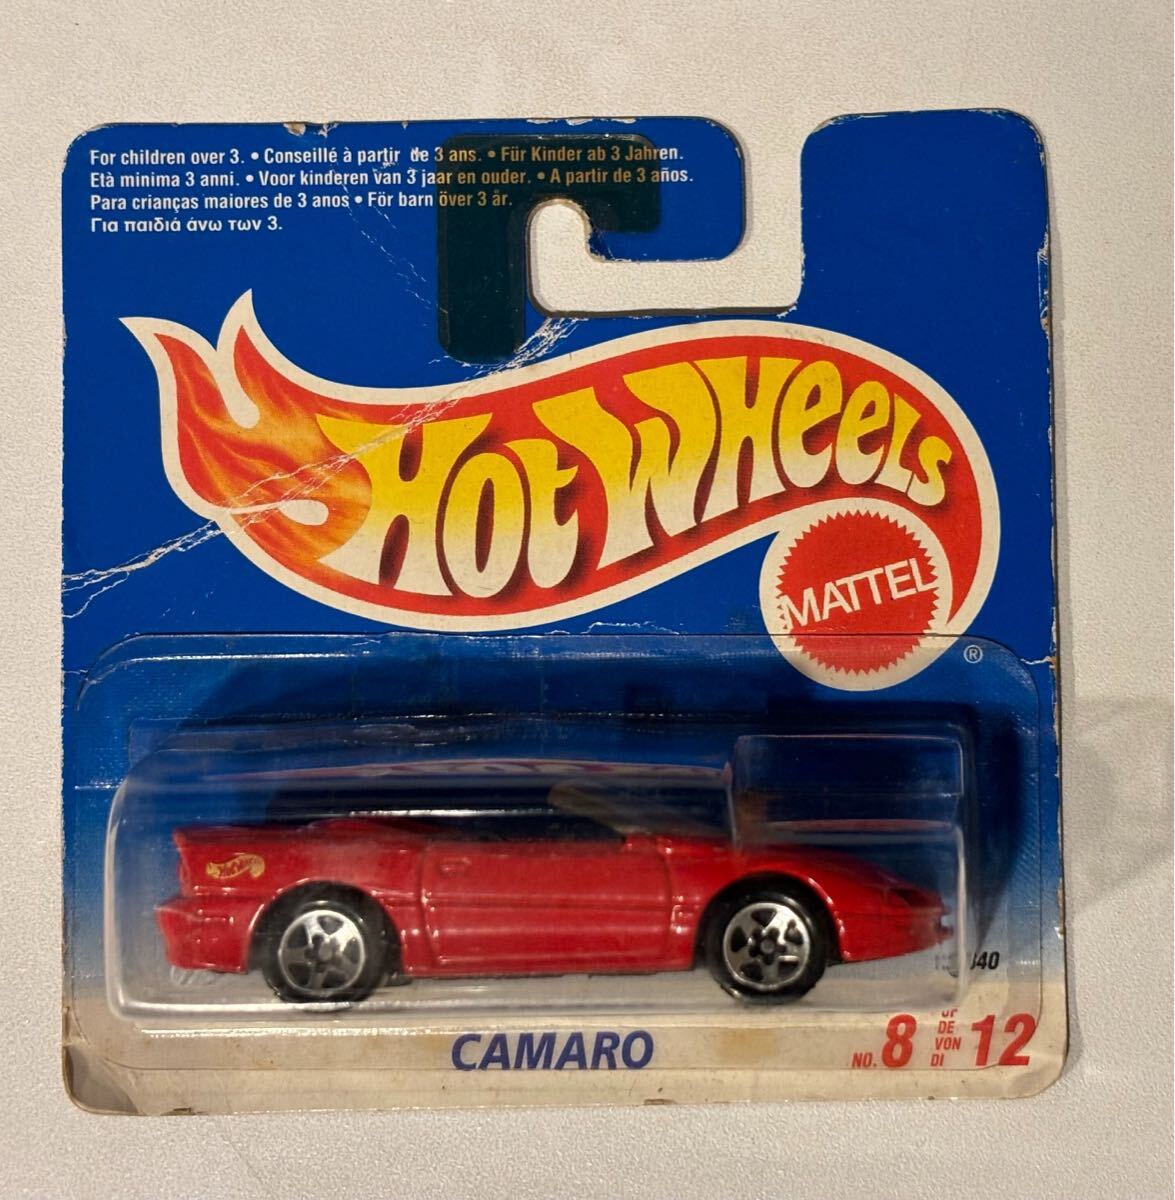 For children over 3. • Conseillé à partir de 3 ans. • Für Kinder ab 3 Jahren.
Età minima 3 anni. • Voor kinderen van 3 jaar en ouder. • A partir de 3 años.
Para crianças maiores de 3 anos • För barn över 3 år.
Για παιδιά άνω των 3.
HOT WHEELS
MATTEL
®
Hot Wheels
CAMARO
NO. 8
OF
DE
VON
DI
12